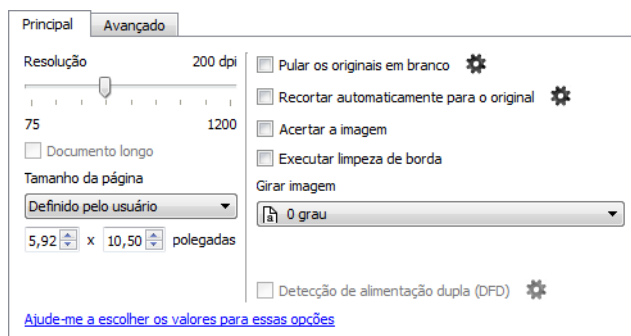 Principal
Avançado
Resolução 200 dpi
75 1200
Documento longo
Tamanho da página
Definido pelo usuário
5,92 x 10,50 polegadas
Pular os originais em branco
Recortar automaticamente para o original
Acertar a imagem
Executar limpeza de borda
Girar imagem
0 grau
Detecção de alimentação dupla (DFD)
Ajude-me a escolher os valores para essas opções